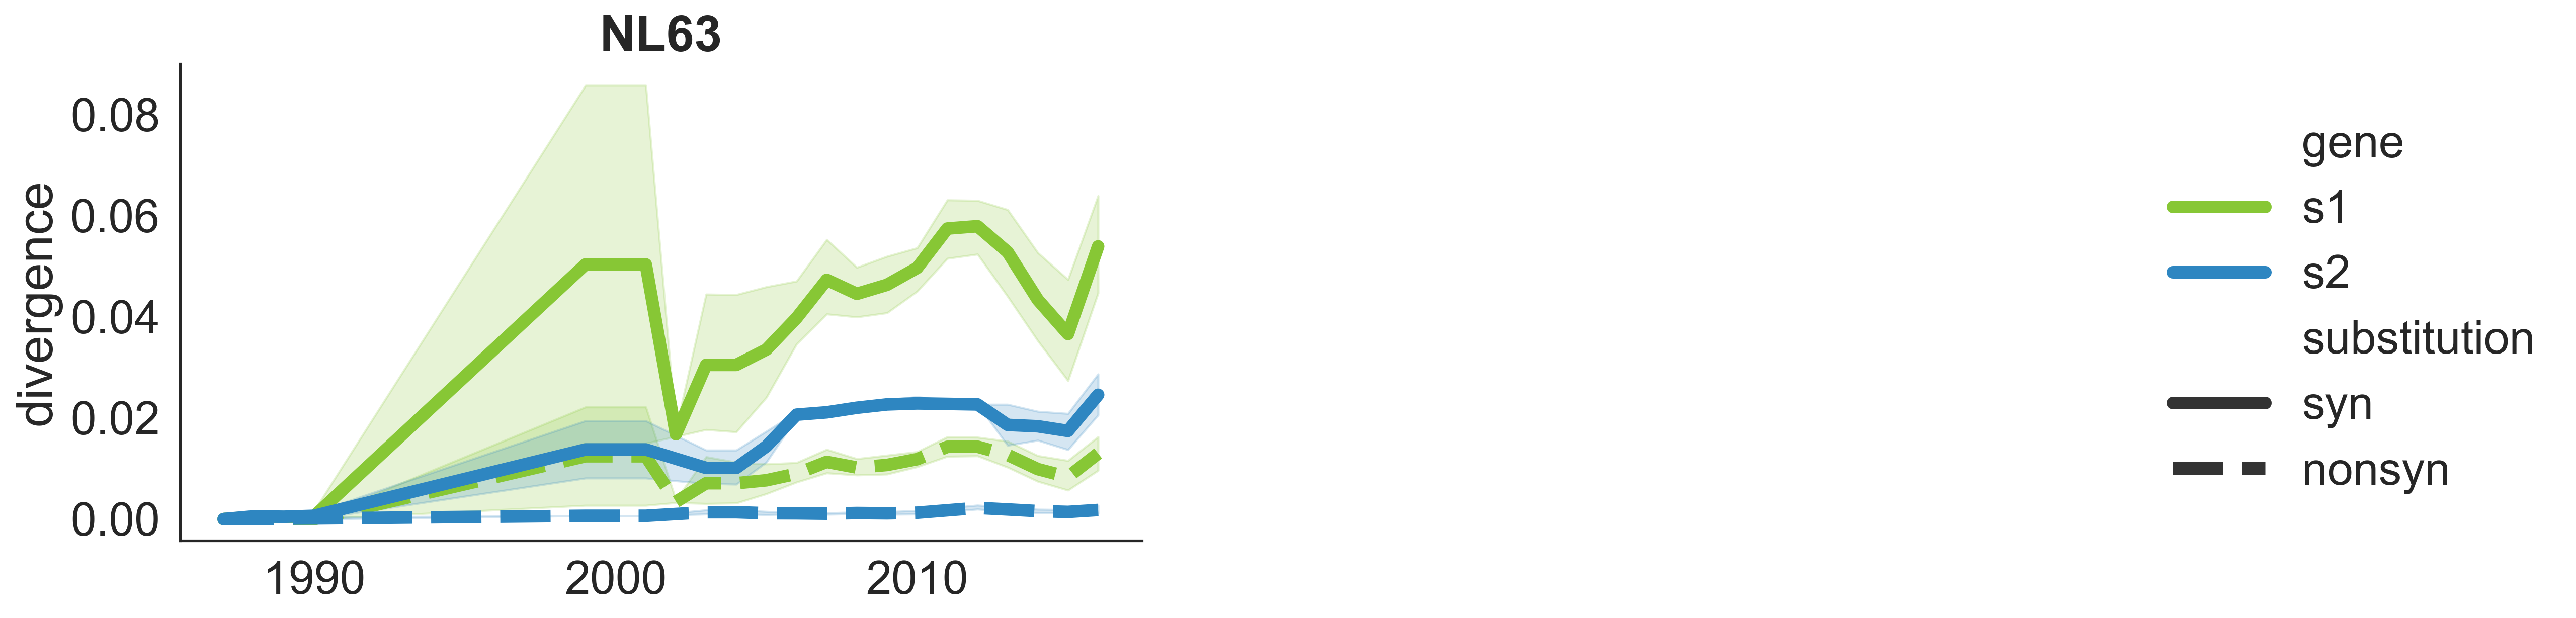 NL63
divergence
0.08
0.06
0.04
0.02
0.00
1990
2000
2010
gene
s1
s2
substitution
syn
nonsyn